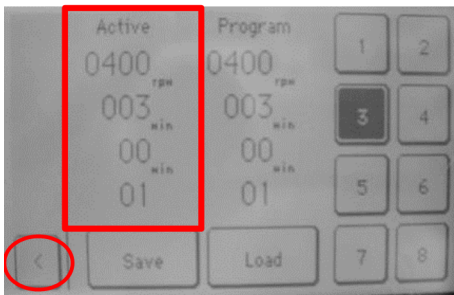 Active Program
0400 rpm 0400 rpm
003 min 003 min
00 min 00 min
01 01
1 2
3 4
5 6
7 8
< Save Load